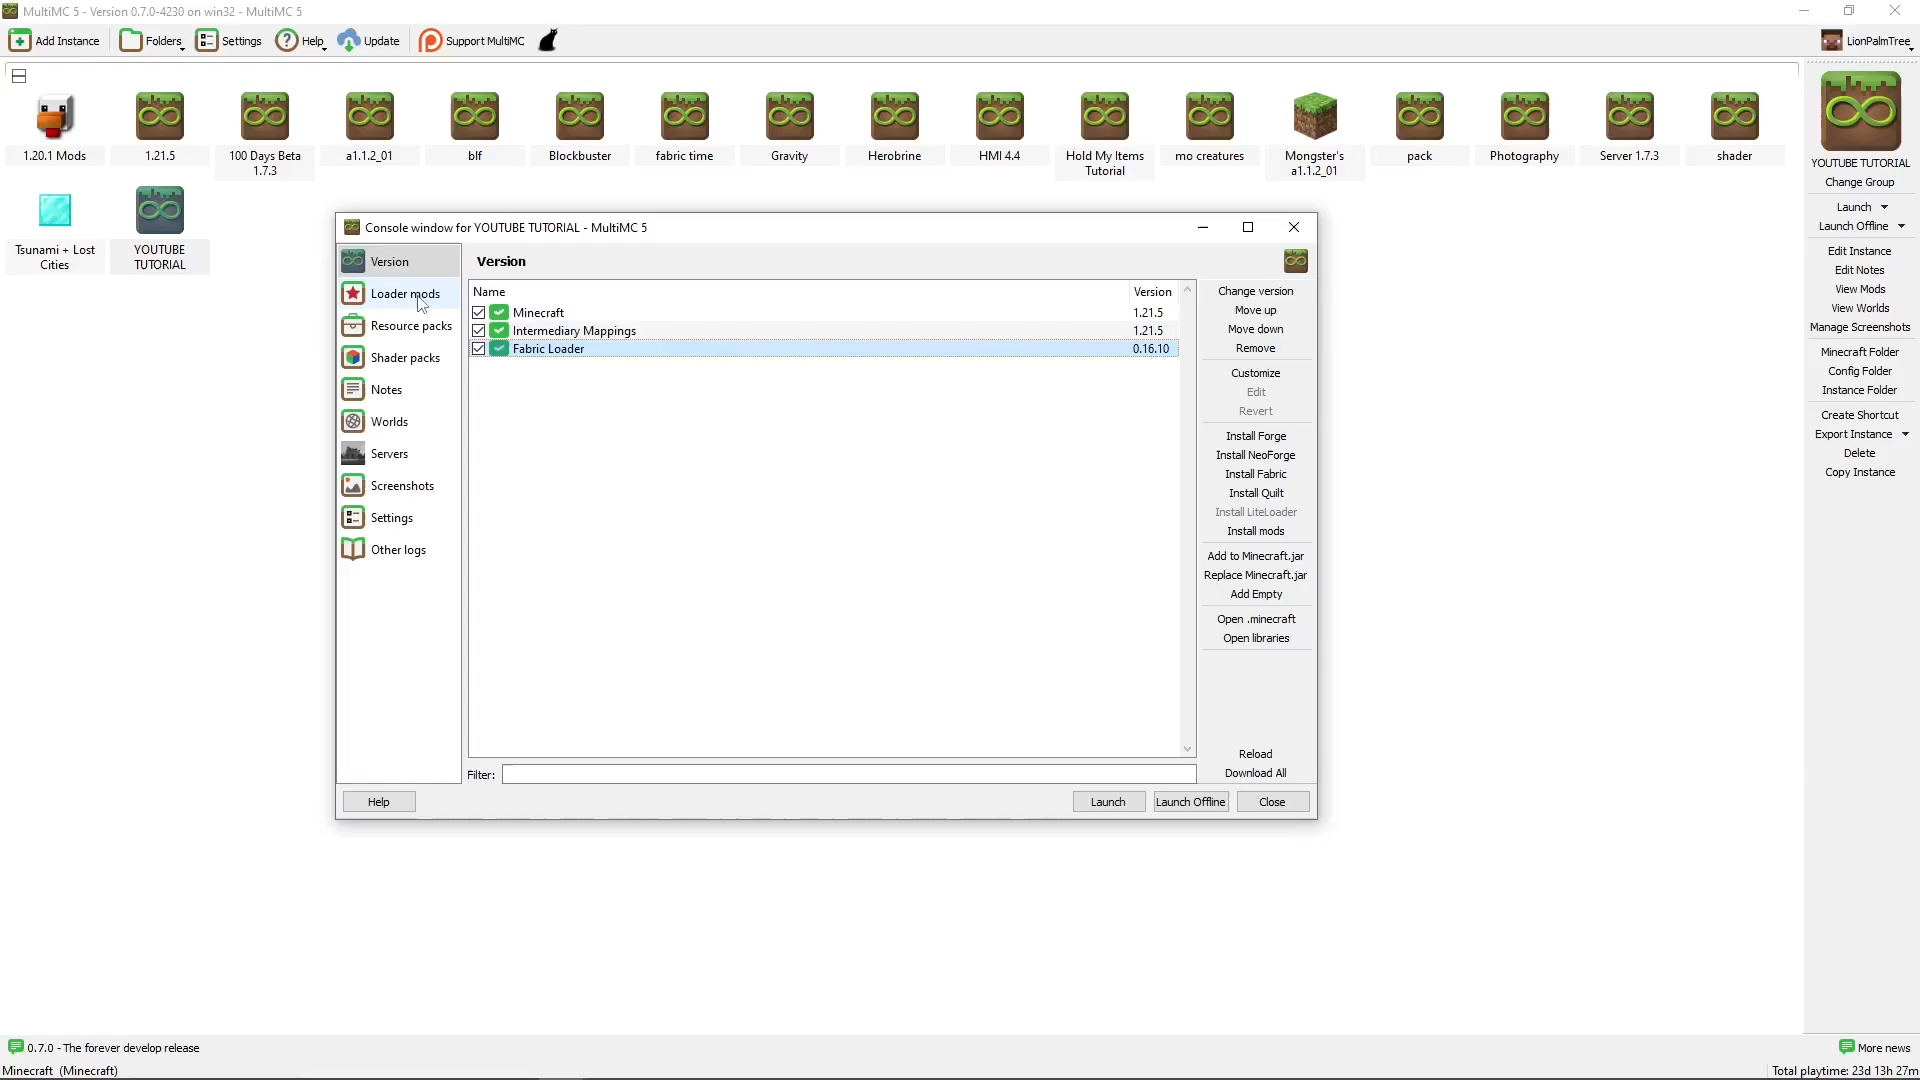 MultiMC 5 - Version 0.7.0-4230 on win32 - MultiMC 5
Add Instance
Folders
Settings
Help
Update
Support MultiMC
LionPalmTree
1.20.1 Mods
1.21.5
100 Days Beta
1.7.3
a1.1.2_01
blf
Blockbuster
fabric time
Gravity
Herobrine
HMI 4.4
Hold My Items
Tutorial
mo creatures
Mongster's
a1.1.2_01
pack
Photography
Server 1.7.3
shader
Tsunami + Lost
Cities
YOUTUBE
TUTORIAL
Console window for YOUTUBE TUTORIAL - MultiMC 5
Version
Loader mods
Resource packs
Shader packs
Notes
Worlds
Servers
Screenshots
Settings
Other logs
Version
Name Version
Minecraft 1.21.5
Intermediary Mappings 1.21.5
Fabric Loader 0.16.10
Filter:
Change version
Move up
Move down
Remove
Customize
Edit
Revert
Install Forge
Install NeoForge
Install Fabric
Install Quilt
Install LiteLoader
Install mods
Add to Minecraft.jar
Replace Minecraft.jar
Add Empty
Open .minecraft
Open libraries
Reload
Download All
Help
Launch
Launch Offline
Close
YOUTUBE TUTORIAL
Change Group
Launch
Launch Offline
Edit Instance
Edit Notes
View Mods
View Worlds
Manage Screenshots
Minecraft Folder
Config Folder
Instance Folder
Create Shortcut
Export Instance
Delete
Copy Instance
0.7.0 - The forever develop release
More news
Minecraft (Minecraft)
Total playtime: 23d 13h 27m